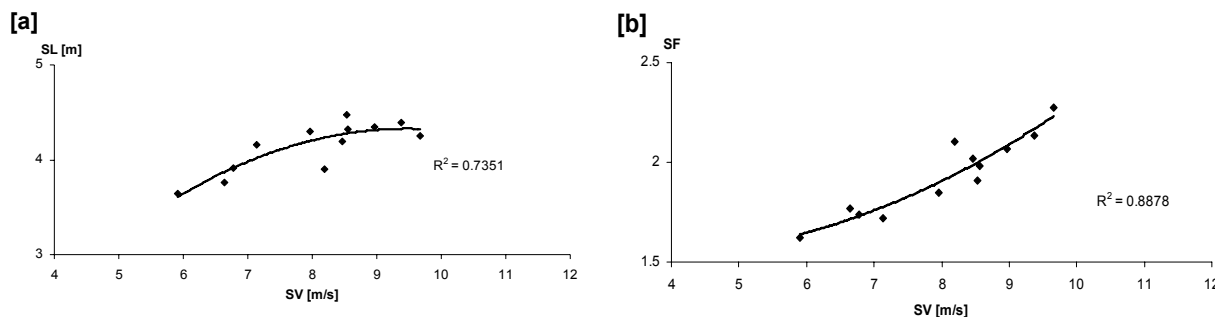 [a]
SL [m]
5
4
3
R² = 0.7351
4 5 6 7 8 9 10 11 12
SV [m/s]
[b]
SF
2.5
2
1.5
R² = 0.8878
4 5 6 7 8 9 10 11 12
SV [m/s]